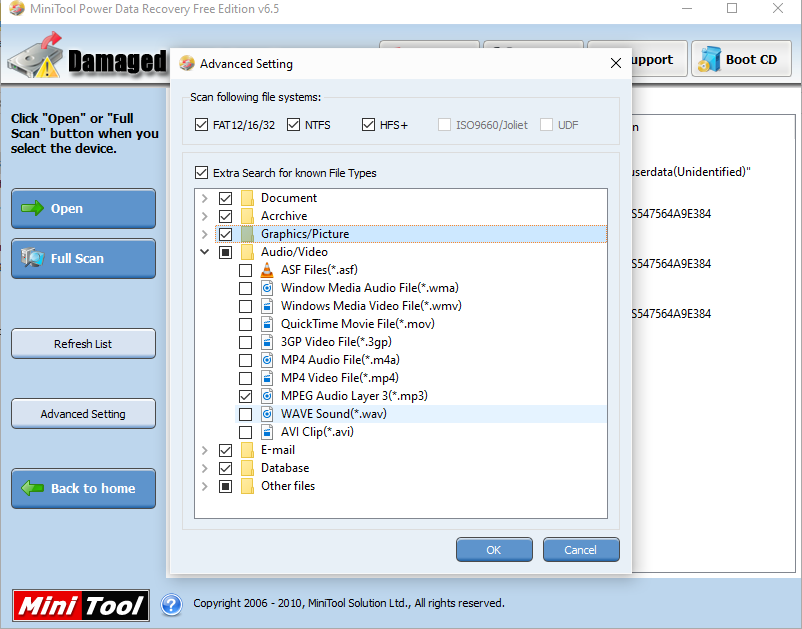 MiniTool Power Data Recovery Free Edition v6.5
Damaged
Support
Boot CD
Click "Open" or "Full
Scan" button when you
select the device.
Open
Full Scan
Refresh List
Advanced Setting
Back to home
Advanced Setting
Scan following file systems:
FAT12/16/32
NTFS
HFS+
ISO9660/Joliet
UDF
Extra Search for known File Types
Document
Acrchive
Graphics/Picture
Audio/Video
ASF Files(*.asf)
Window Media Audio File(*.wma)
Windows Media Video File(*.wmv)
QuickTime Movie File(*.mov)
3GP Video File(*.3gp)
MP4 Audio File(*.m4a)
MP4 Video File(*.mp4)
MPEG Audio Layer 3(*.mp3)
WAVE Sound(*.wav)
AVI Clip(*.avi)
E-mail
Database
Other files
OK
Cancel
userdata(Unidentified)"
S547564A9E384
S547564A9E384
S547564A9E384
Mini Tool
Copyright 2006 - 2010, MiniTool Solution Ltd., All rights reserved.